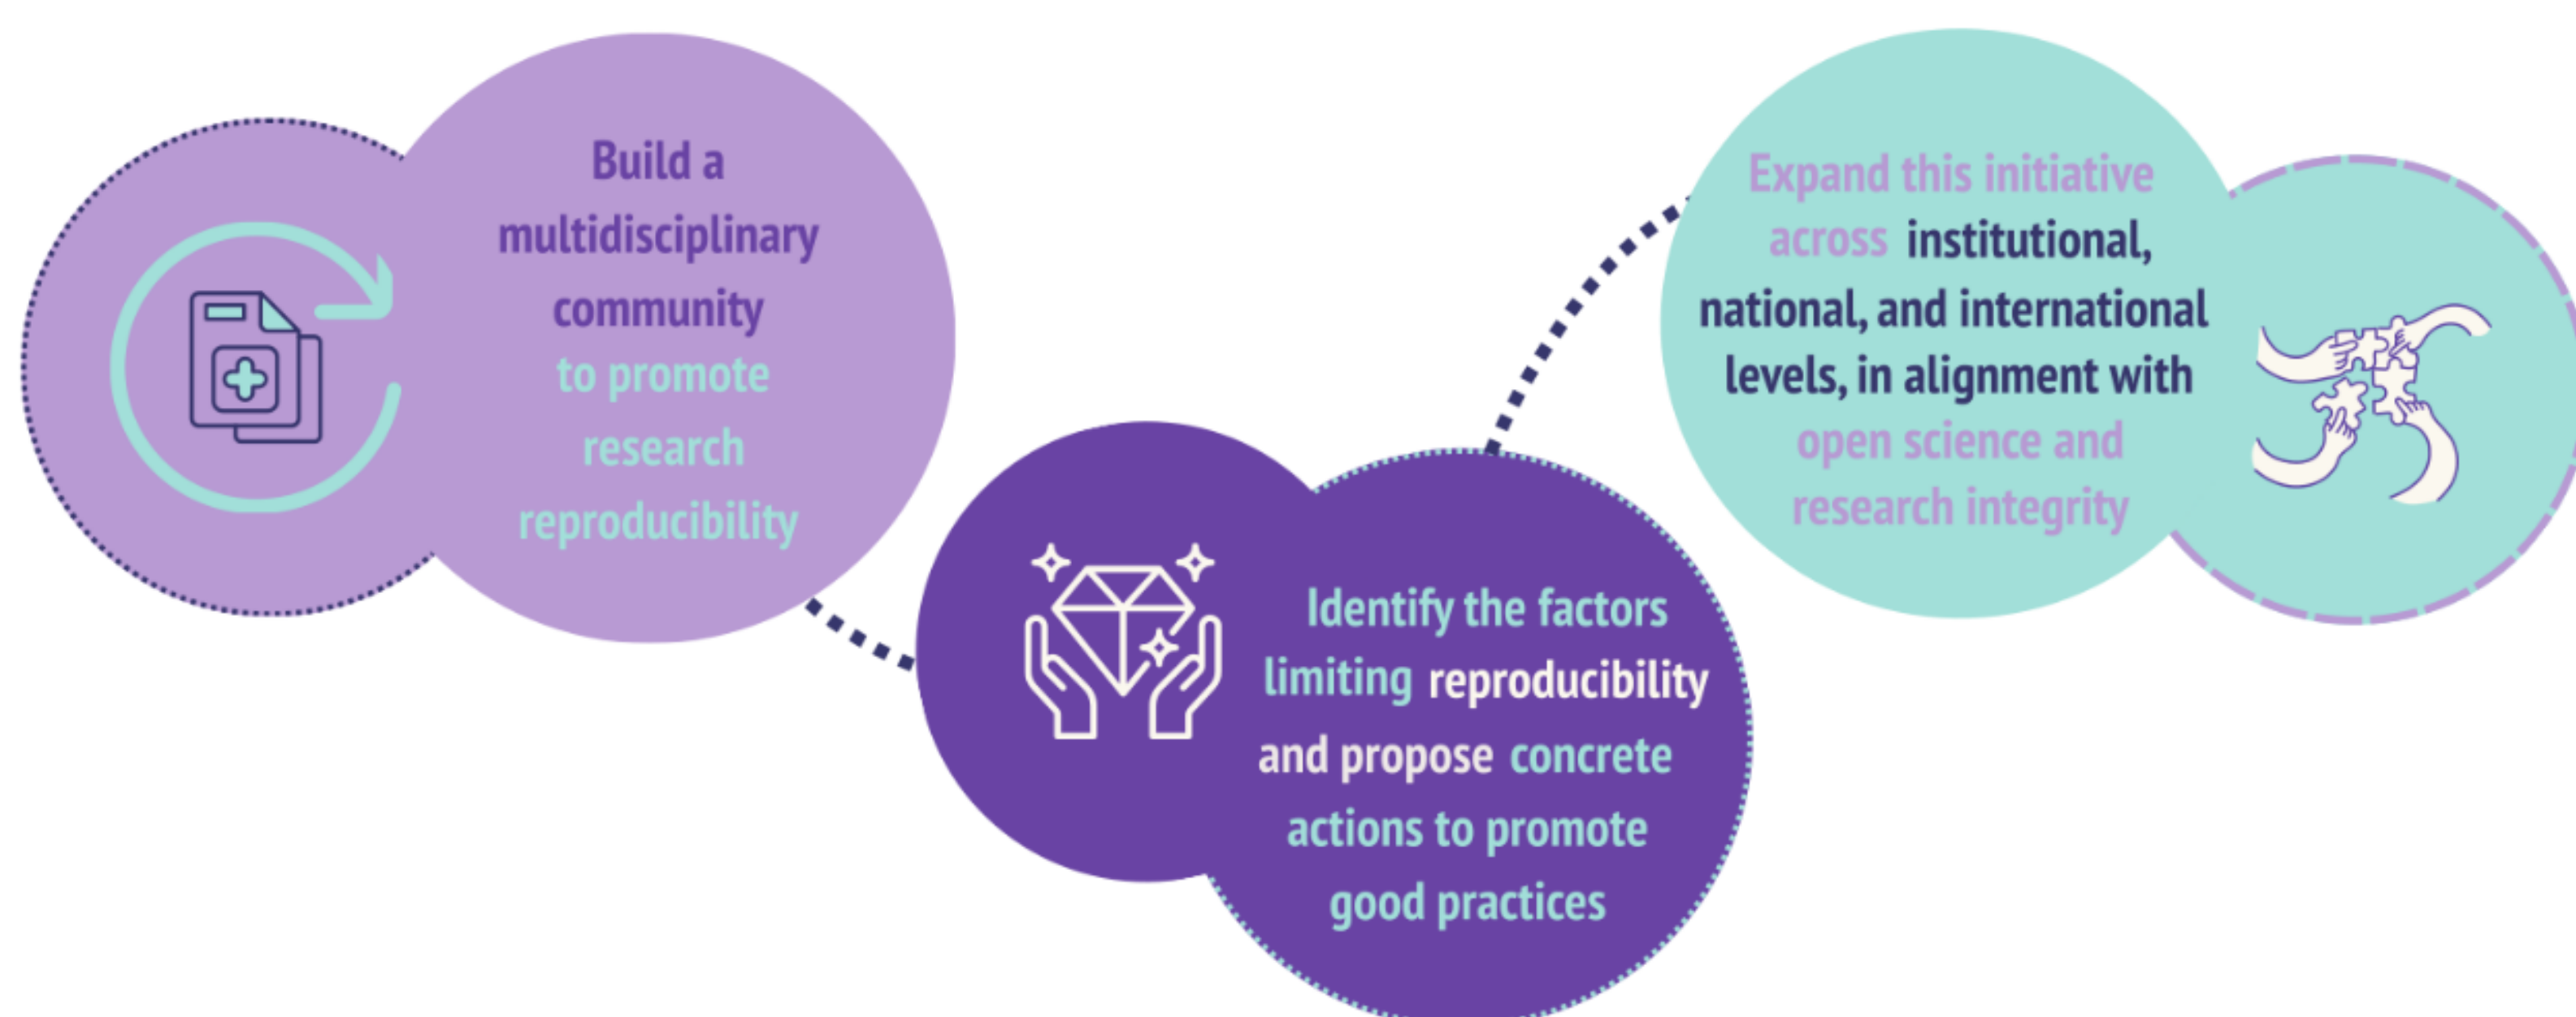 Build a
multidisciplinary
community
to promote
research
reproducibility
Identify the factors
limiting reproducibility
and propose concrete
actions to promote
good practices
Expand this initiative
across institutional,
national, and international
levels, in alignment with
open science and
research integrity